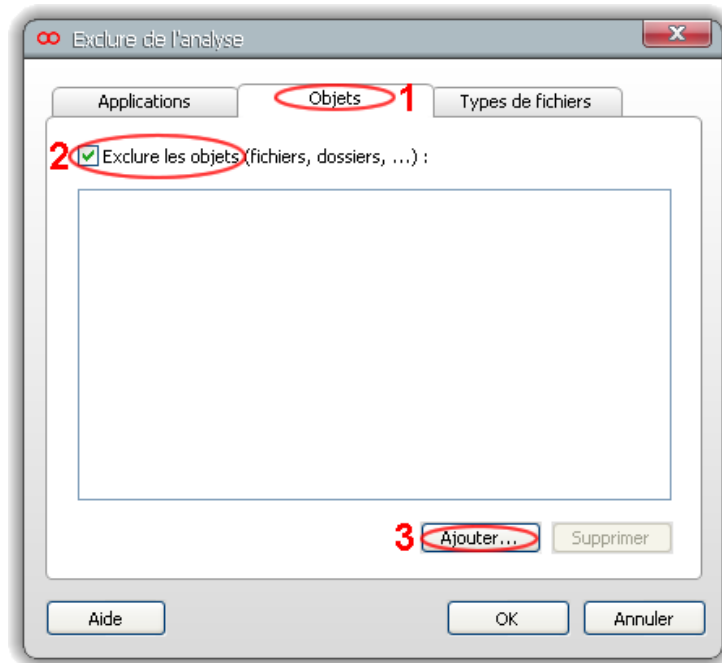 Exclure de l'analyse
Applications
Objets
1
Types de fichiers
2
Exclure les objets (fichiers, dossiers, ...) :
3
Ajouter...
Supprimer
Aide
OK
Annuler